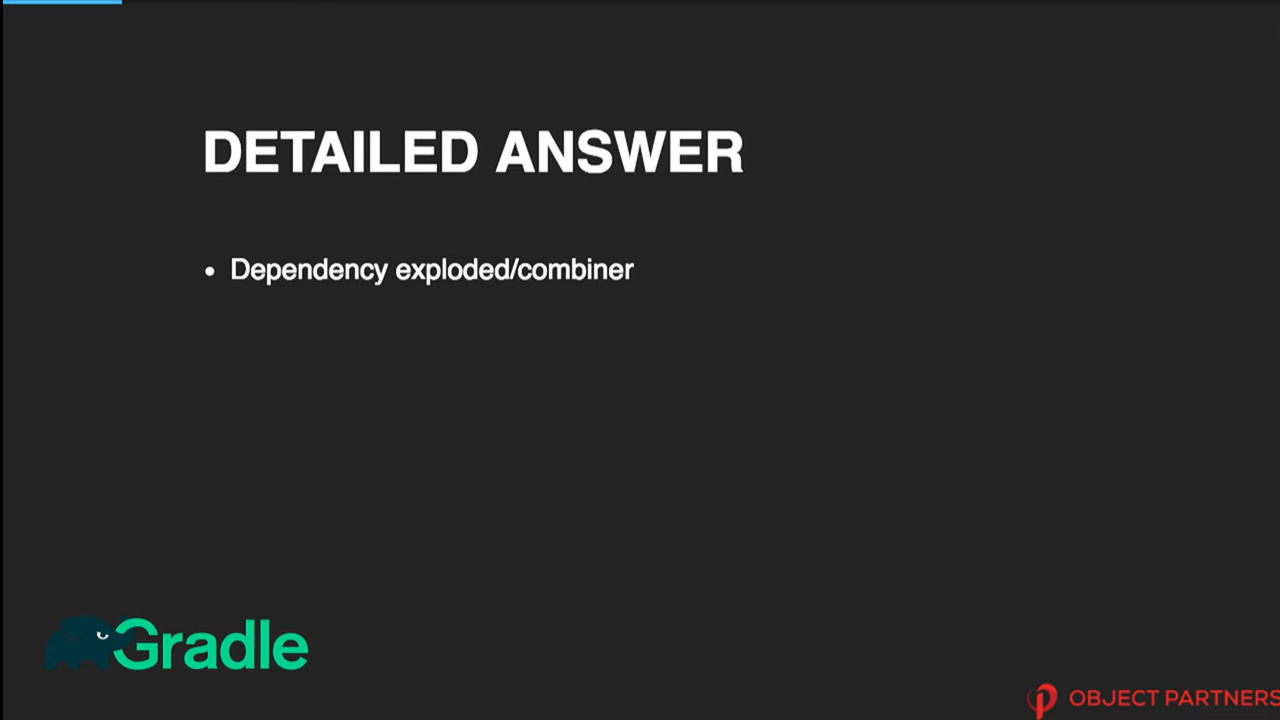 DETAILED ANSWER
• Dependency exploded/combiner
Gradle
OBJECT PARTNERS